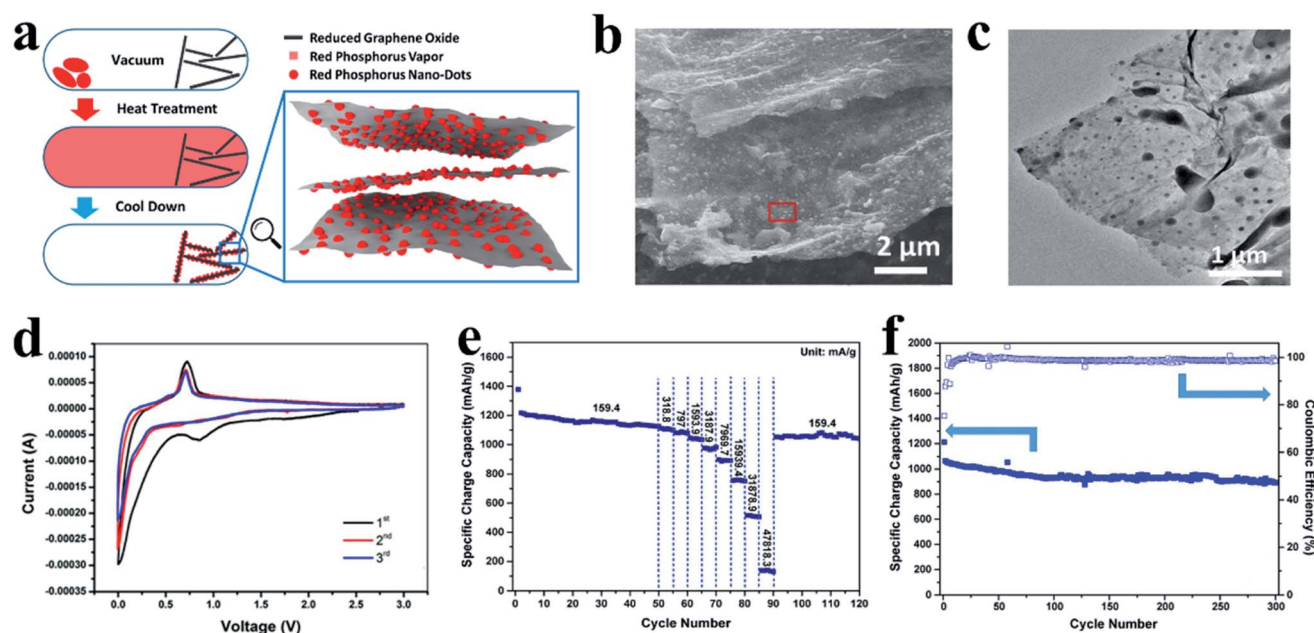 a
Vacuum
Heat Treatment
Cool Down
Reduced Graphene Oxide
Red Phosphorus Vapor
Red Phosphorus Nano-Dots
b
2 μm
c
1 μm
d
0.00010
0.00005
0.00000
-0.00005
-0.00010
-0.00015
-0.00020
-0.00025
-0.00030
-0.00035
Current (A)
1st
2nd
3rd
0.0 0.5 1.0 1.5 2.0 2.5 3.0
Voltage (V)
e
Unit: mA/g
1600
1400
1200
1000
800
600
400
200
0
Specific Charge Capacity (mAh/g)
159.4
318.8
797
1593.9
3187.9
7969.7
15939.4
31878.9
47818.3
159.4
0 10 20 30 40 50 60 70 80 90 100 110 120
Cycle Number
f
2000
1800
1600
1400
1200
1000
800
600
400
200
0
Specific Charge Capacity (mAh/g)
100
80
60
40
20
0
Coulombic Efficiency (%)
0 50 100 150 200 250 300
Cycle Number